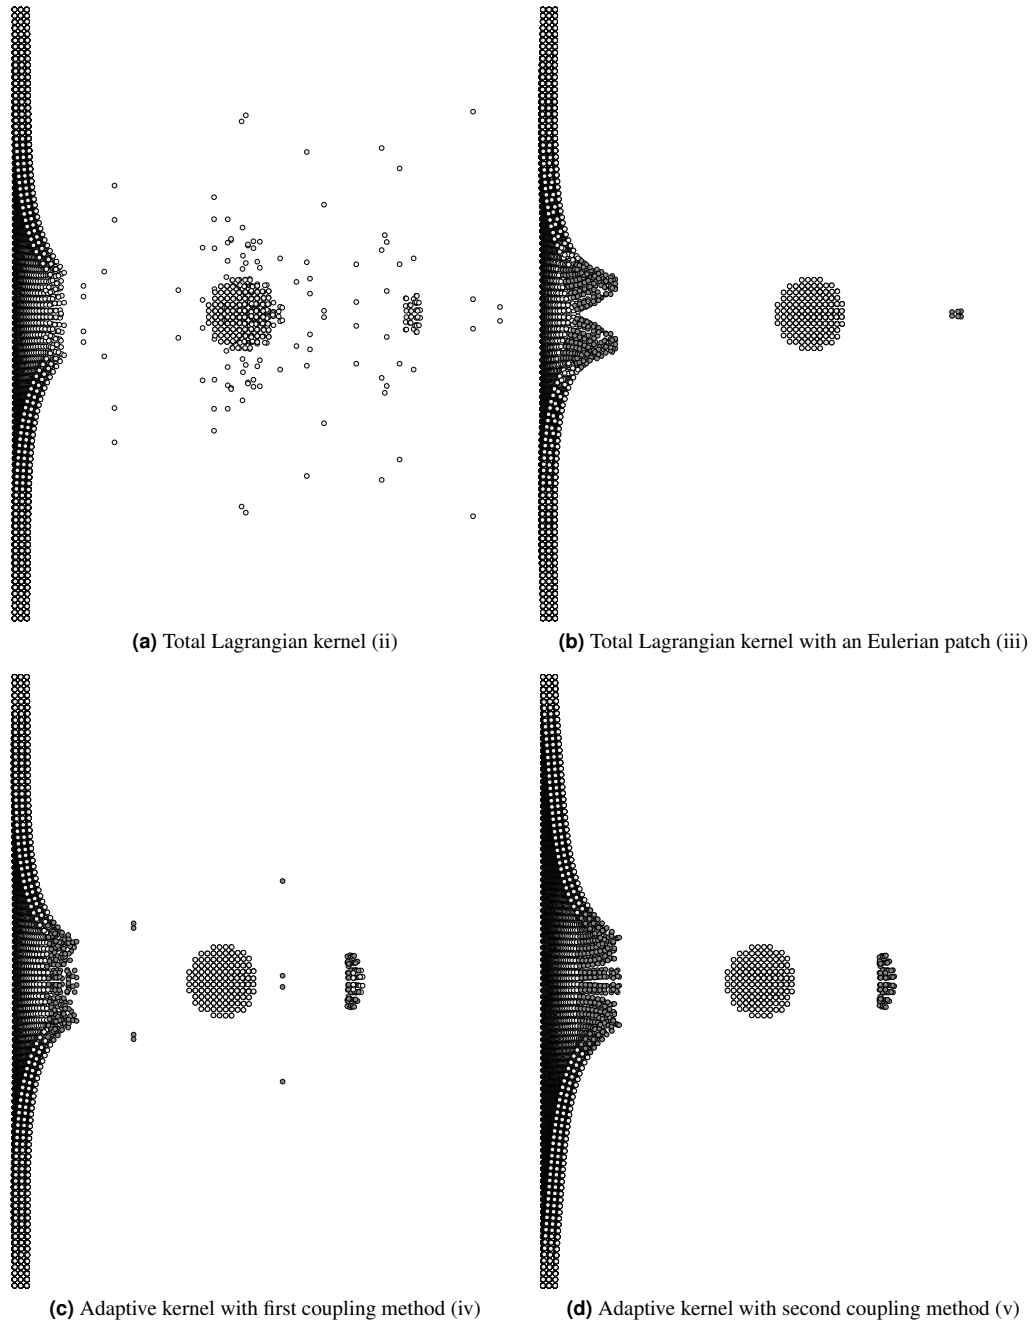 (a) Total Lagrangian kernel (ii)
(b) Total Lagrangian kernel with an Eulerian patch (iii)
(c) Adaptive kernel with first coupling method (iv)
(d) Adaptive kernel with second coupling method (v)